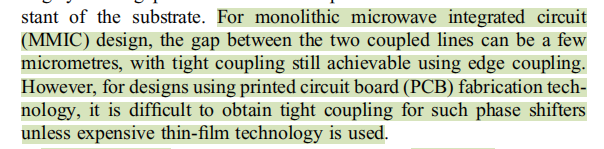 stant of the substrate. For monolithic microwave integrated circuit
(MMIC) design, the gap between the two coupled lines can be a few
micrometres, with tight coupling still achievable using edge coupling.
However, for designs using printed circuit board (PCB) fabrication tech-
nology, it is difficult to obtain tight coupling for such phase shifters
unless expensive thin-film technology is used.